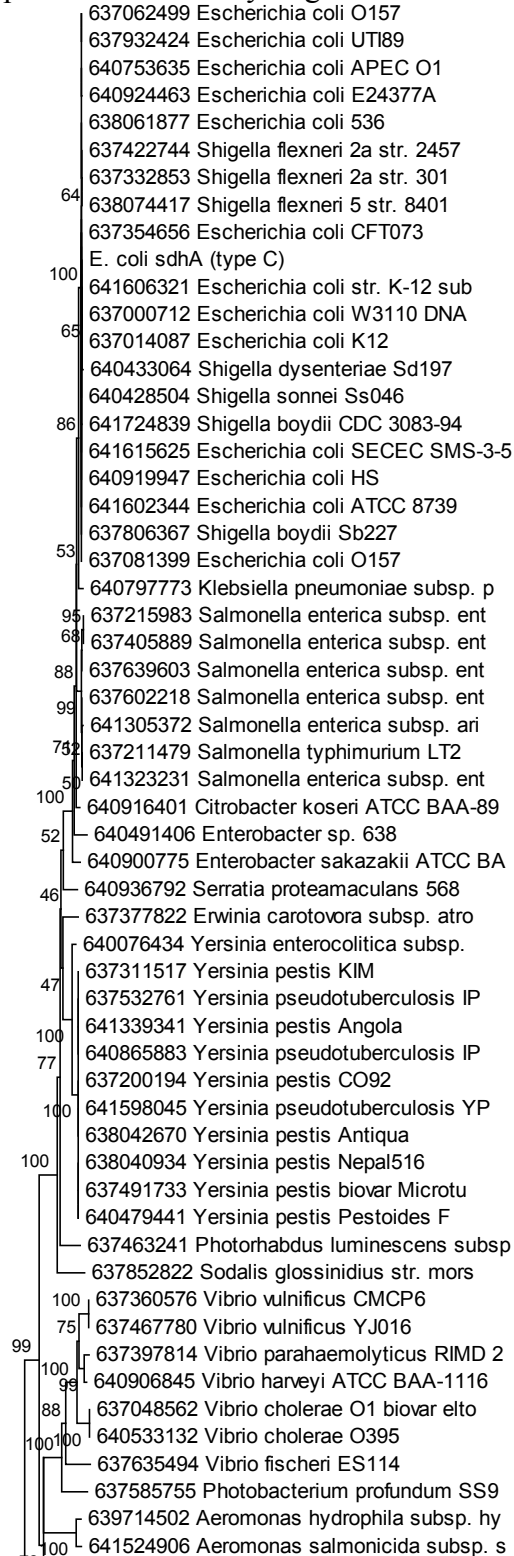 637062499 Escherichia coli O157
637932424 Escherichia coli UTI89
640753635 Escherichia coli APEC O1
640924463 Escherichia coli E24377A
638061877 Escherichia coli 536
637422744 Shigella flexneri 2a str. 2457
637332853 Shigella flexneri 2a str. 301
64
638074417 Shigella flexneri 5 str. 8401
637354656 Escherichia coli CFT073
E. coli sdhA (type C)
100
641606321 Escherichia coli str. K-12 sub
637000712 Escherichia coli W3110 DNA
65
637014087 Escherichia coli K12
640433064 Shigella dysenteriae Sd197
640428504 Shigella sonnei Ss046
86
641724839 Shigella boydii CDC 3083-94
641615625 Escherichia coli SECEC SMS-3-5
640919947 Escherichia coli HS
641602344 Escherichia coli ATCC 8739
637806367 Shigella boydii Sb227
53
637081399 Escherichia coli O157
640797773 Klebsiella pneumoniae subsp. p
95
637215983 Salmonella enterica subsp. ent
68
637405889 Salmonella enterica subsp. ent
88
637639603 Salmonella enterica subsp. ent
637602218 Salmonella enterica subsp. ent
99
641305372 Salmonella enterica subsp. ari
637211479 Salmonella typhimurium LT2
641323231 Salmonella enterica subsp. ent
50
100
640916401 Citrobacter koseri ATCC BAA-89
52
640491406 Enterobacter sp. 638
640900775 Enterobacter sakazakii ATCC BA
46
640936792 Serratia proteamaculans 568
637377822 Erwinia carotovora subsp. atro
640076434 Yersinia enterocolitica subsp.
637311517 Yersinia pestis KIM
47
637532761 Yersinia pseudotuberculosis IP
641339341 Yersinia pestis Angola
100
640865883 Yersinia pseudotuberculosis IP
77
637200194 Yersinia pestis CO92
100
641598045 Yersinia pseudotuberculosis YP
638042670 Yersinia pestis Antiqua
100
638040934 Yersinia pestis Nepal516
637491733 Yersinia pestis biovar Microtu
640479441 Yersinia pestis Pestoides F
637463241 Photorhabdus luminescens subsp
637852822 Sodalis glossinidius str. mors
100
637360576 Vibrio vulnificus CMCP6
75
637467780 Vibrio vulnificus YJ016
99
637397814 Vibrio parahaemolyticus RIMD 2
100
99
640906845 Vibrio harveyi ATCC BAA-1116
88
637048562 Vibrio cholerae O1 biovar elto
100
100
640533132 Vibrio cholerae O395
637635494 Vibrio fischeri ES114
637585755 Photobacterium profundum SS9
639714502 Aeromonas hydrophila subsp. hy
100
641524906 Aeromonas salmonicida subsp. s